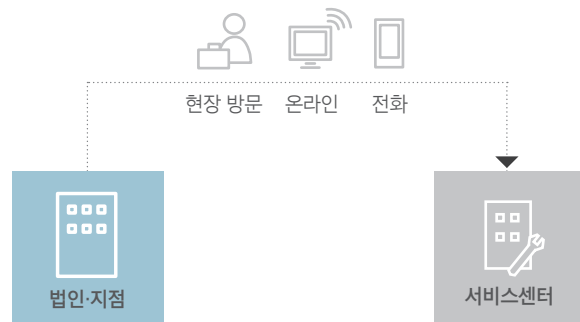 현장 방문 온라인 전화
법인·지점
서비스센터